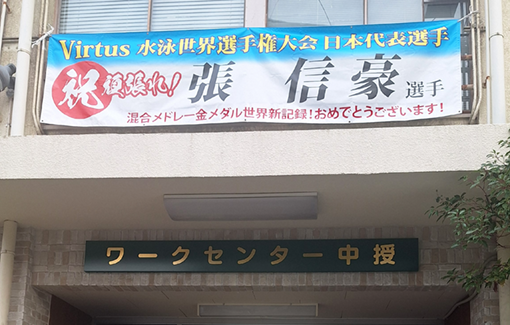 Virtus 水泳世界選手権大会 日本代表選手
祝 頑張れ! 張 信豪 選手
混合メドレー金メダル世界新記録!おめでとうございます!
ワークセンター中授